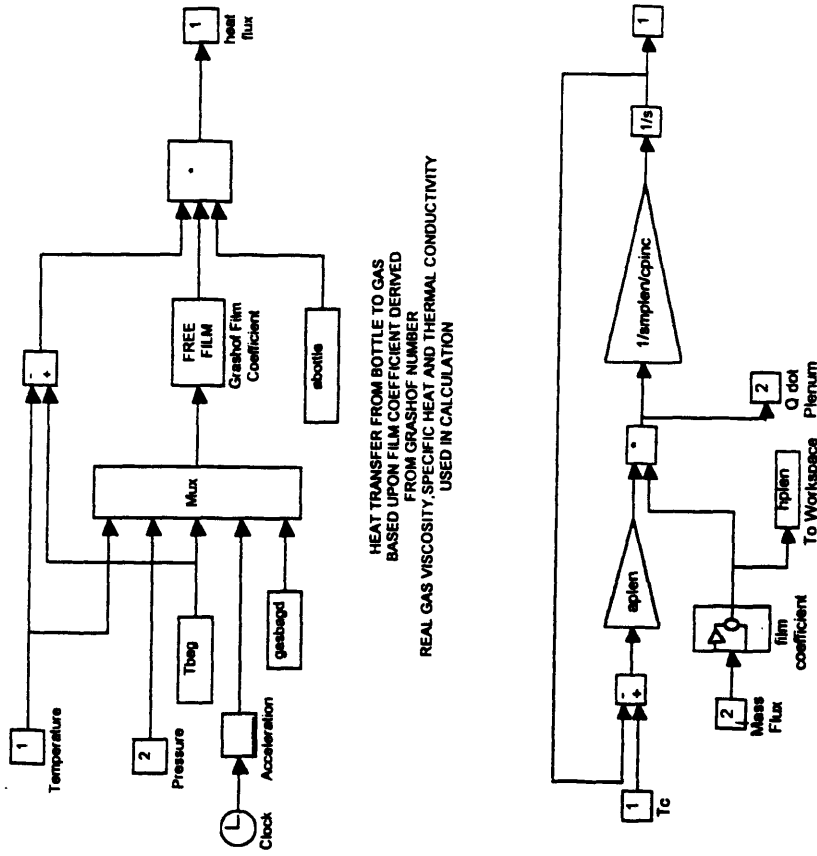 1
heat
flux
*
-
+
FREE
FILM
Grashof Film
Coefficient
abottle
Mux
Tbag
gasbagd
1
Temperature
2
Pressure
Acceleration
Clock
HEAT TRANSFER FROM BOTTLE TO GAS
BASED UPON FILM COEFFICIENT DERIVED
FROM GRASHOF NUMBER
REAL GAS VISCOSITY, SPECIFIC HEAT AND THERMAL CONDUCTIVITY
USED IN CALCULATION
1
1/s
1/smplen/cpinc
*
2
Q dot
Plenum
aplen
hplen
To Workspace
-
+
film
coefficient
2
Mass
Flux
1
Tc